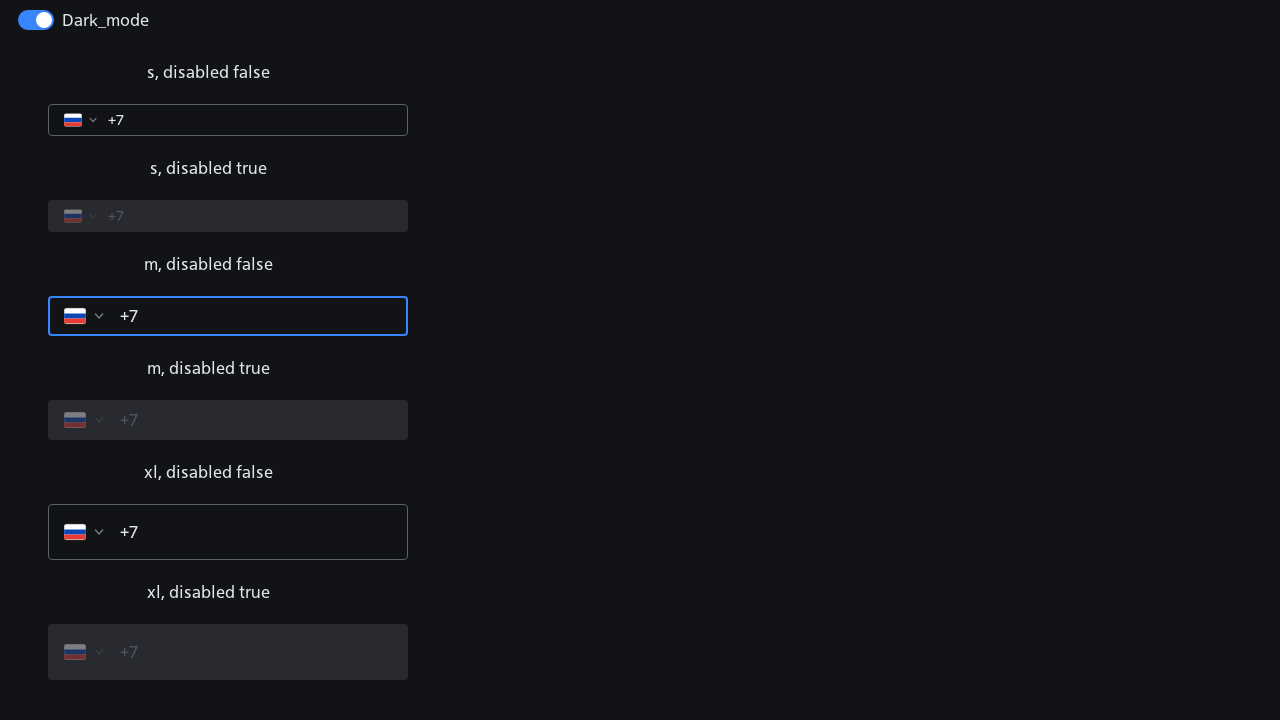 Dark_mode
s, disabled false
+7
s, disabled true
+7
m, disabled false
+7
m, disabled true
+7
xl, disabled false
+7
xl, disabled true
+7